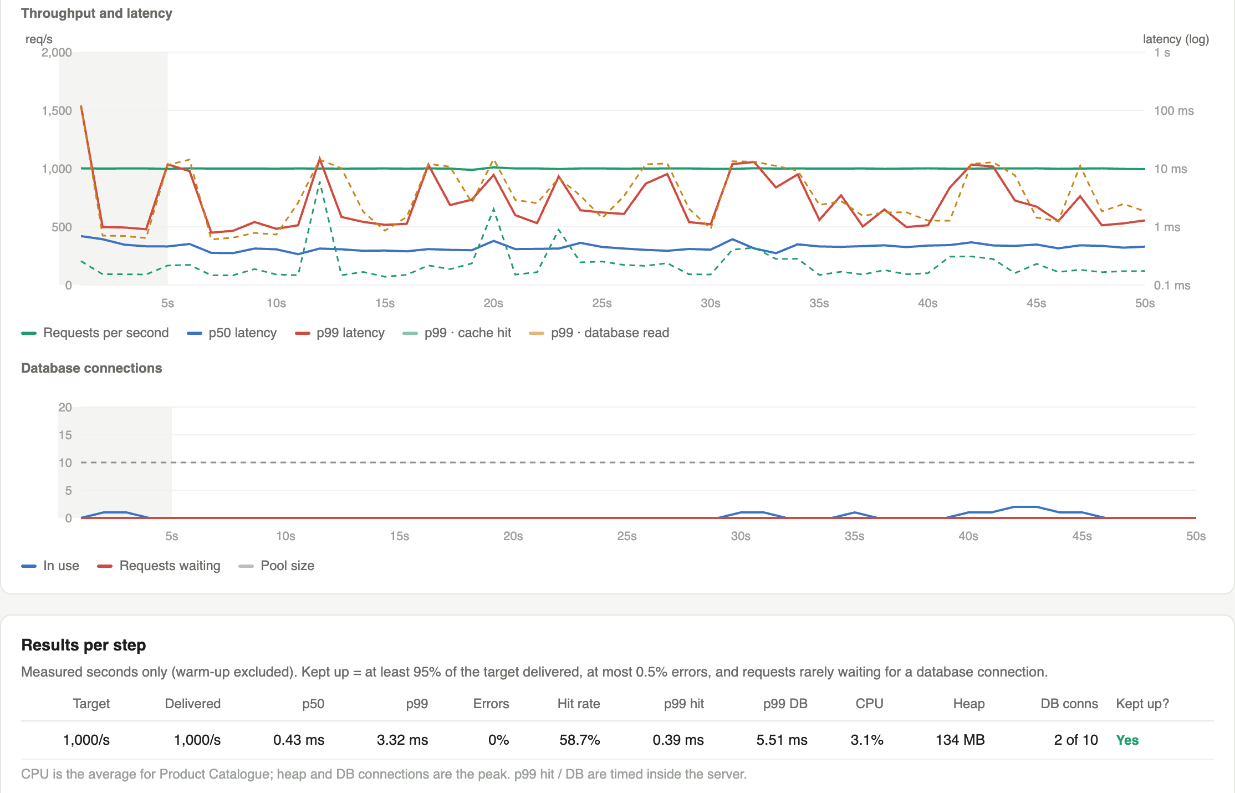 Throughput and latency
req/s latency (log)
2,000 1 s
1,500 100 ms
1,000 10 ms
500 1 ms
0 0.1 ms
5s 10s 15s 20s 25s 30s 35s 40s 45s 50s
Requests per second p50 latency p99 latency p99 · cache hit p99 · database read
Database connections
20
15
10
5
0
5s 10s 15s 20s 25s 30s 35s 40s 45s 50s
In use Requests waiting Pool size
Results per step
Measured seconds only (warm-up excluded). Kept up = at least 95% of the target delivered, at most 0.5% errors, and requests rarely waiting for a database connection.
Target Delivered p50 p99 Errors Hit rate p99 hit p99 DB CPU Heap DB conns Kept up?
1,000/s 1,000/s 0.43 ms 3.32 ms 0% 58.7% 0.39 ms 5.51 ms 3.1% 134 MB 2 of 10 Yes
CPU is the average for Product Catalogue; heap and DB connections are the peak. p99 hit / DB are timed inside the server.